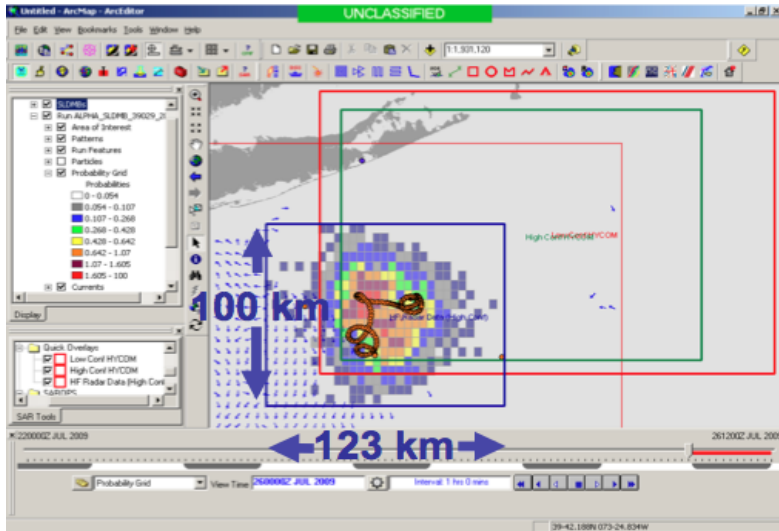 Untitled - ArcMap - ArcEditor
UNCLASSIFIED
File Edit View Bookmarks Tools Window Help
1:1,931,120
SLDMBs
Run ALPHA_SLDMB_39029_2
Area of Interest
Patterns
Run Features
Particles
Probability Grid
Probabilities
0 - 0.054
0.054 - 0.107
0.107 - 0.268
0.268 - 0.428
0.428 - 0.642
0.642 - 1.07
1.07 - 1.605
1.605 - 100
Currents
Display
High Conf HYCOM
Low Conf HYCOM
100 km
HF Radar Data (High Conf)
Quick Overlays
Low Conf HYCOM
High Conf HYCOM
HF Radar Data (High Conf
SAROPS
SAR Tools
220000Z JUL 2009
123 km
261200Z JUL 2009
Probability Grid
View Time: 260000Z JUL 2009
Interval: 1 hrs 0 mins
39-42.188N 073-24.834W